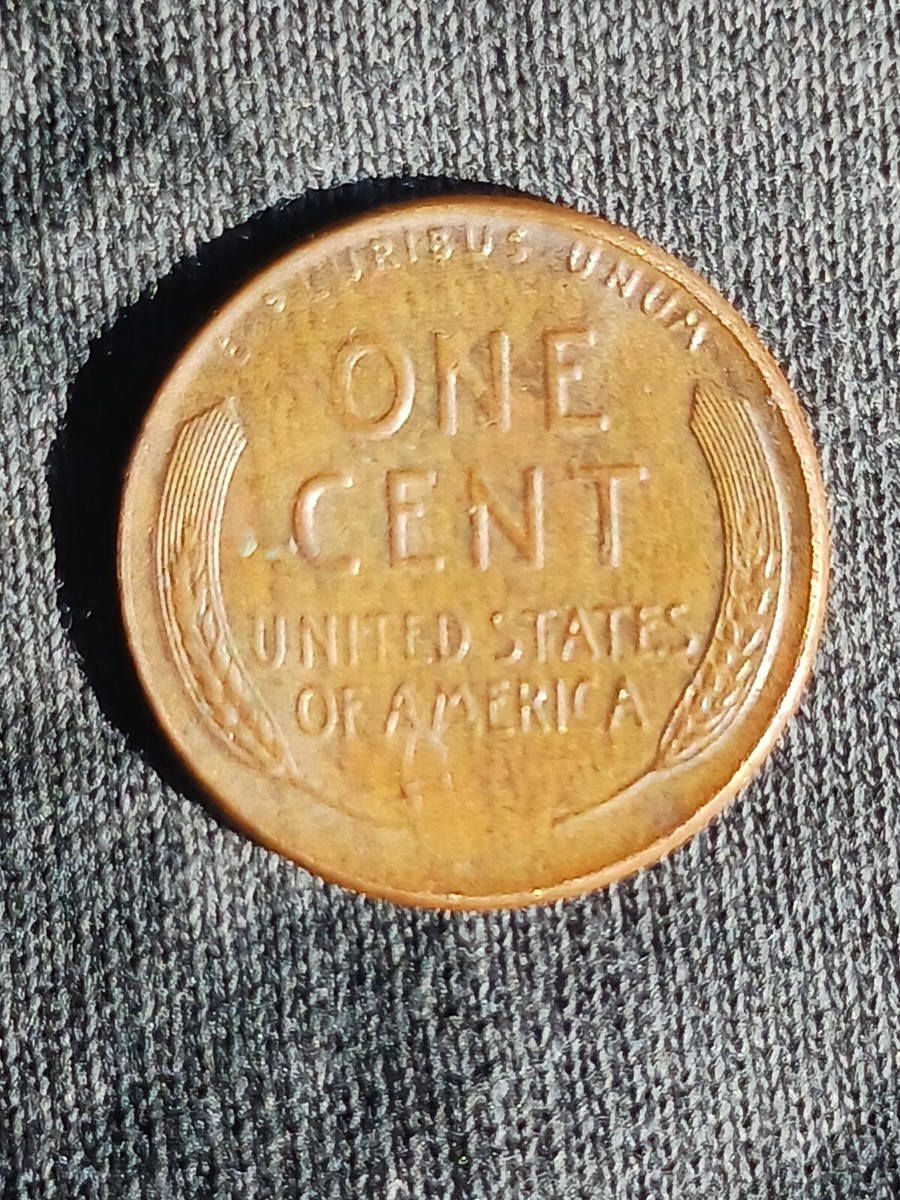 E PLURIBUS UNUM
ONE
CENT
UNITED STATES
OF AMERICA